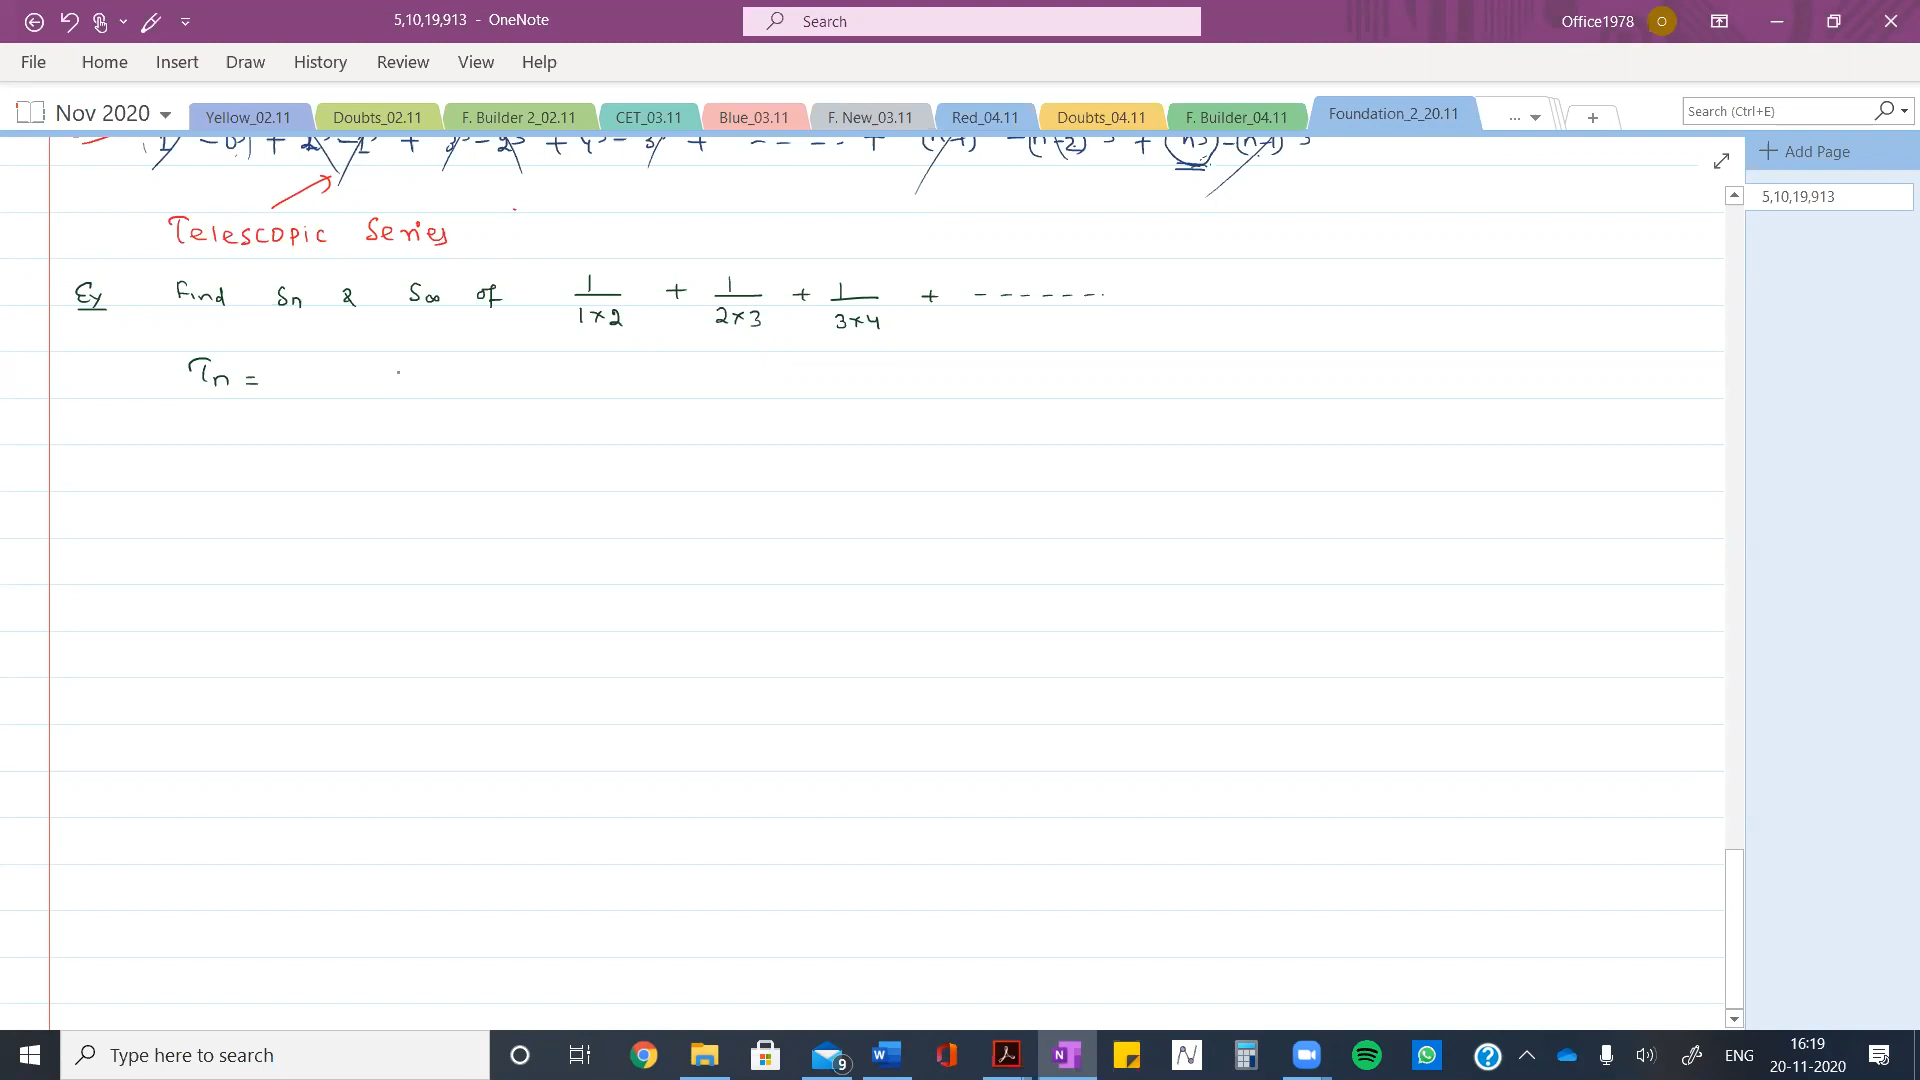 5,10,19,913 - OneNote
Search
Office1978 O
File Home Insert Draw History Review View Help
Nov 2020 Yellow_02.11 Doubts_02.11 F. Builder 2_02.11 CET_03.11 Blue_03.11 F. New_03.11 Red_04.11 Doubts_04.11 F. Builder_04.11 Foundation_2_20.11 ... + Search (Ctrl+E)
+ Add Page
5,10,19,913
Telescopic Series
Ex Find Sn & S∞ of 1/(1×2) + 1/(2×3) + 1/(3×4) + -------
Tn =
Type here to search
9
ENG
16:19
20-11-2020